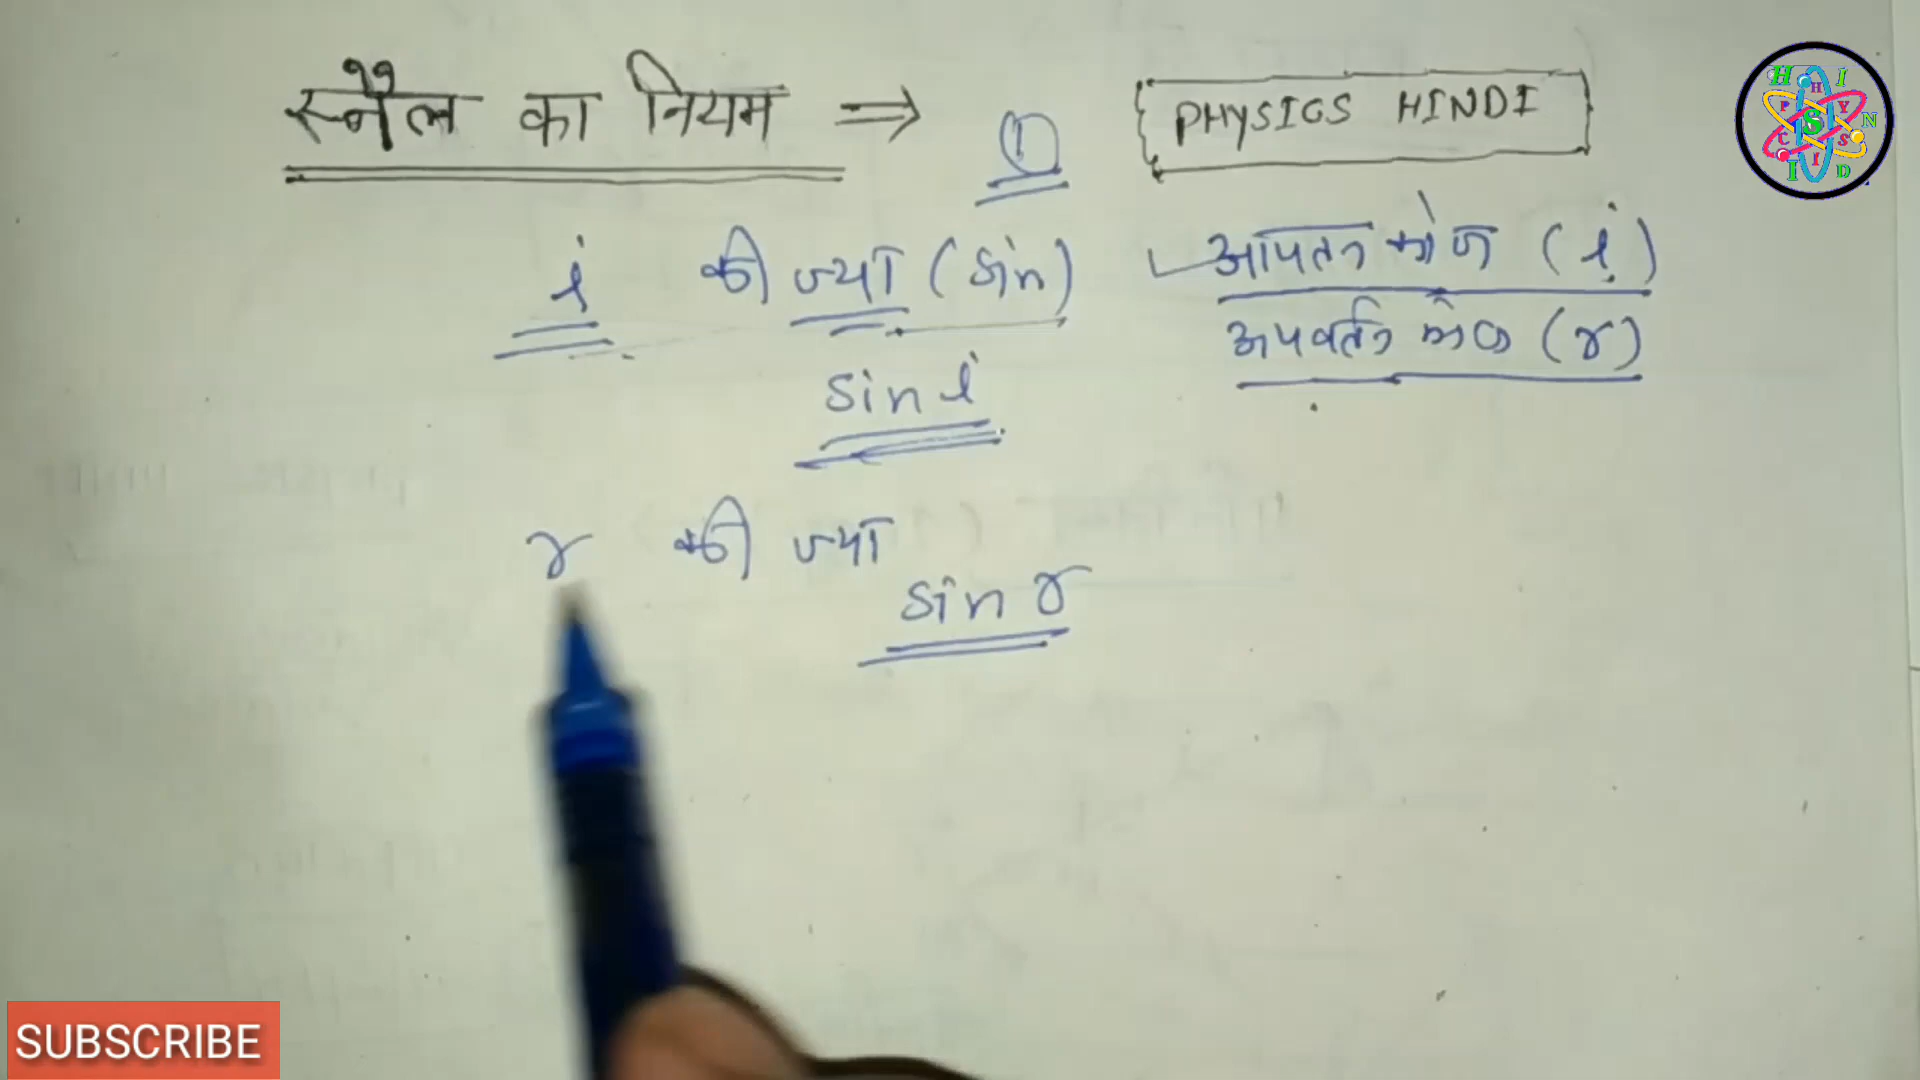 स्नैल का नियम ⇒ ① PHYSICS HINDI
i की ज्या (sin) आपतन कोण (i)
अपवर्तन कोण (r)
sin i
r की ज्या
sin r
SUBSCRIBE